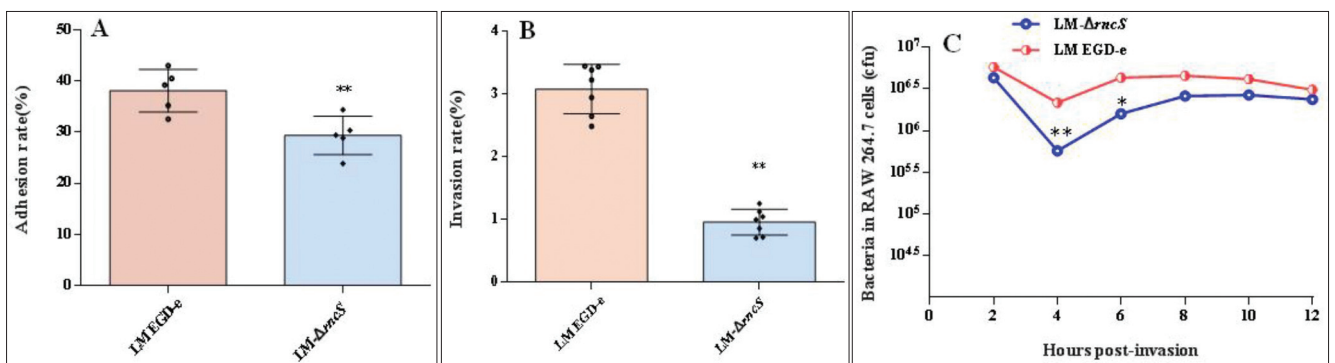 A
Adhesion rate(%)
50
40
30
20
10
0
**
LM EGD-e
LM-ΔrncS
B
Invasion rate(%)
4
3
2
1
0
**
LM EGD-e
LM-ΔrncS
C
LM-ΔrncS
LM EGD-e
Bacteria in RAW 264.7 cells (cfu)
10^7
10^6.5
10^6
10^5.5
10^5
10^4.5
**
*
0 2 4 6 8 10 12
Hours post-invasion